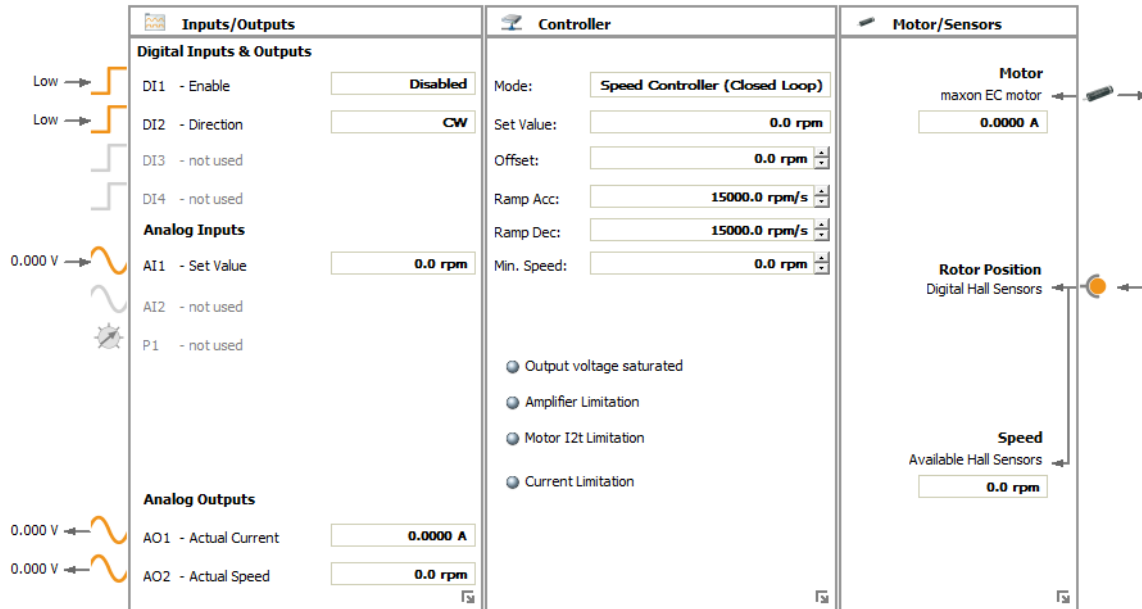 Inputs/Outputs
Digital Inputs & Outputs
Low
DI1 - Enable
Disabled
Low
DI2 - Direction
CW
DI3 - not used
DI4 - not used
Analog Inputs
0.000 V
AI1 - Set Value
0.0 rpm
AI2 - not used
P1 - not used
Analog Outputs
0.000 V
AO1 - Actual Current
0.0000 A
0.000 V
AO2 - Actual Speed
0.0 rpm
Controller
Mode:
Speed Controller (Closed Loop)
Set Value:
0.0 rpm
Offset:
0.0 rpm
Ramp Acc:
15000.0 rpm/s
Ramp Dec:
15000.0 rpm/s
Min. Speed:
0.0 rpm
Output voltage saturated
Amplifier Limitation
Motor I2t Limitation
Current Limitation
Motor/Sensors
Motor
maxon EC motor
0.0000 A
Rotor Position
Digital Hall Sensors
Speed
Available Hall Sensors
0.0 rpm